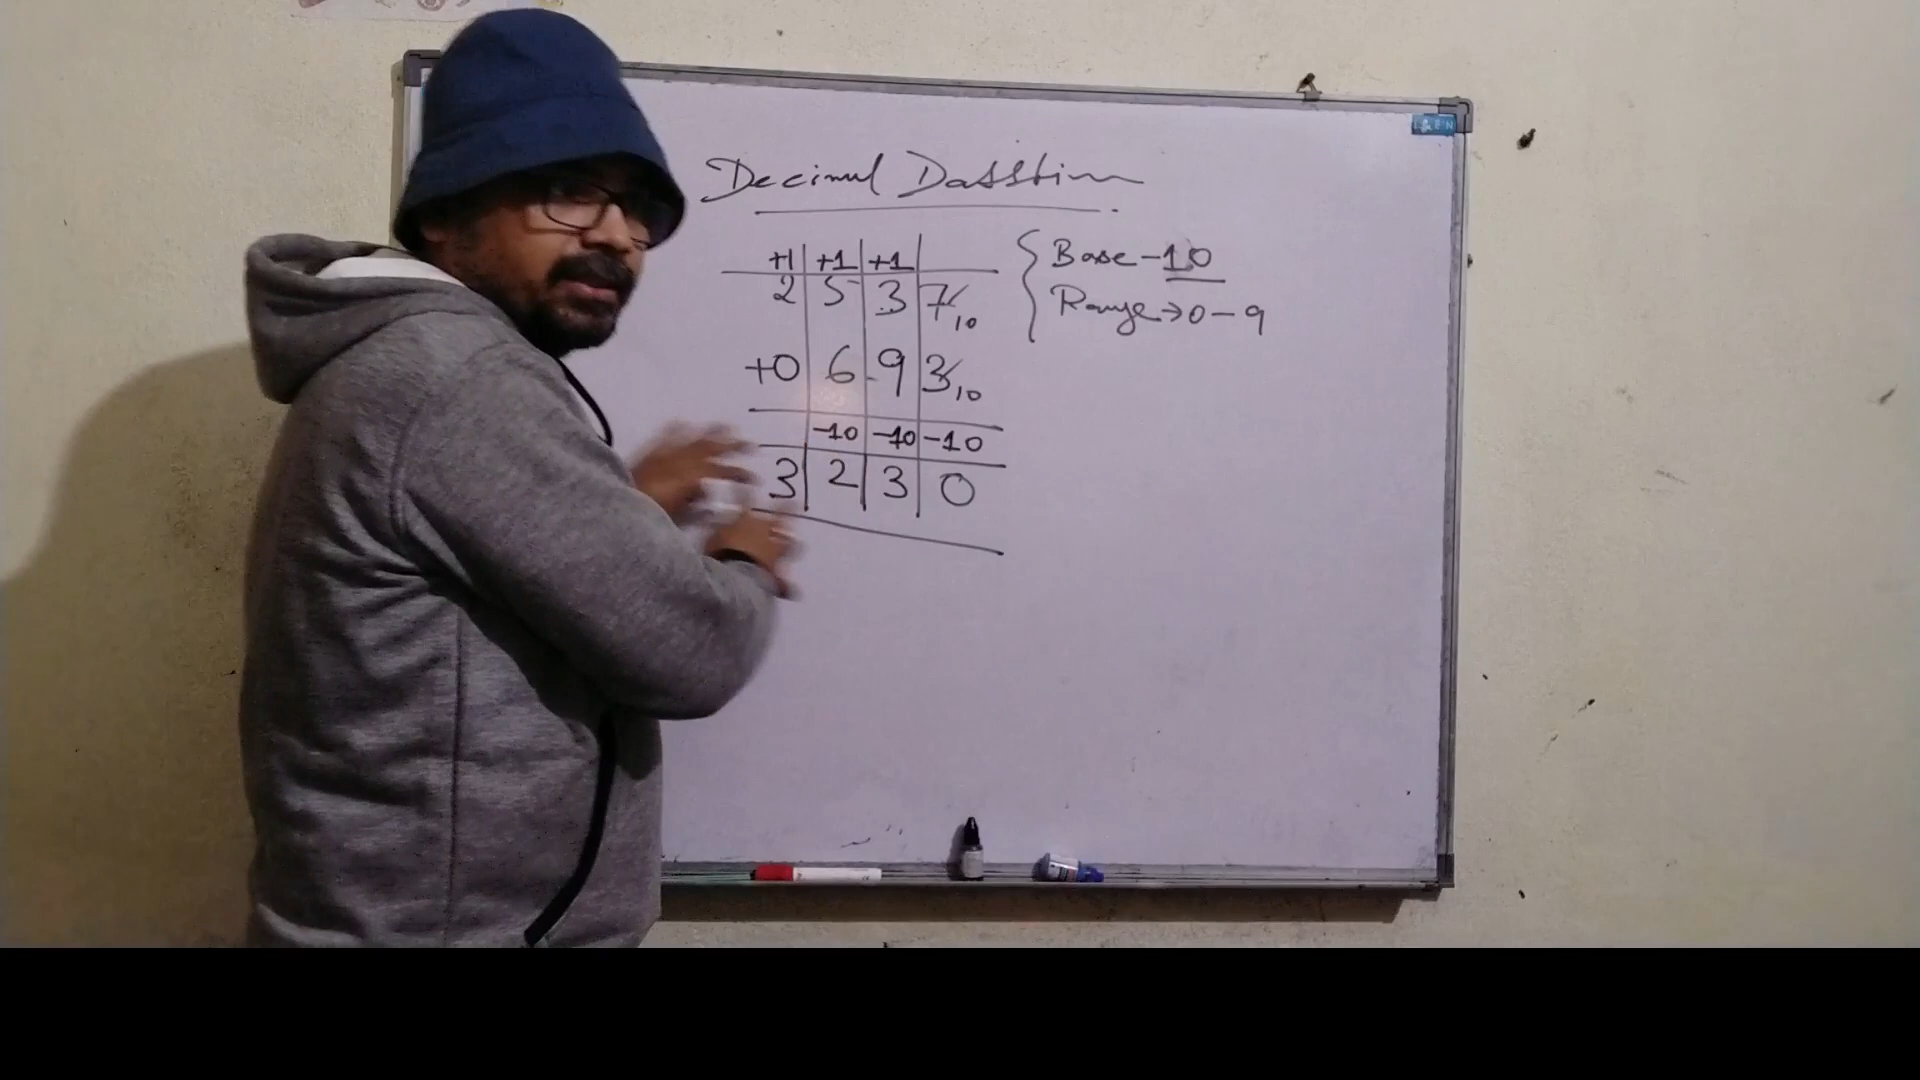 Decimal
+1 +1 +1
2 5 3 7/10
+0 6 9 3/10
-10 -10 -10
3 2 3 0
Base-10
Range→0-9